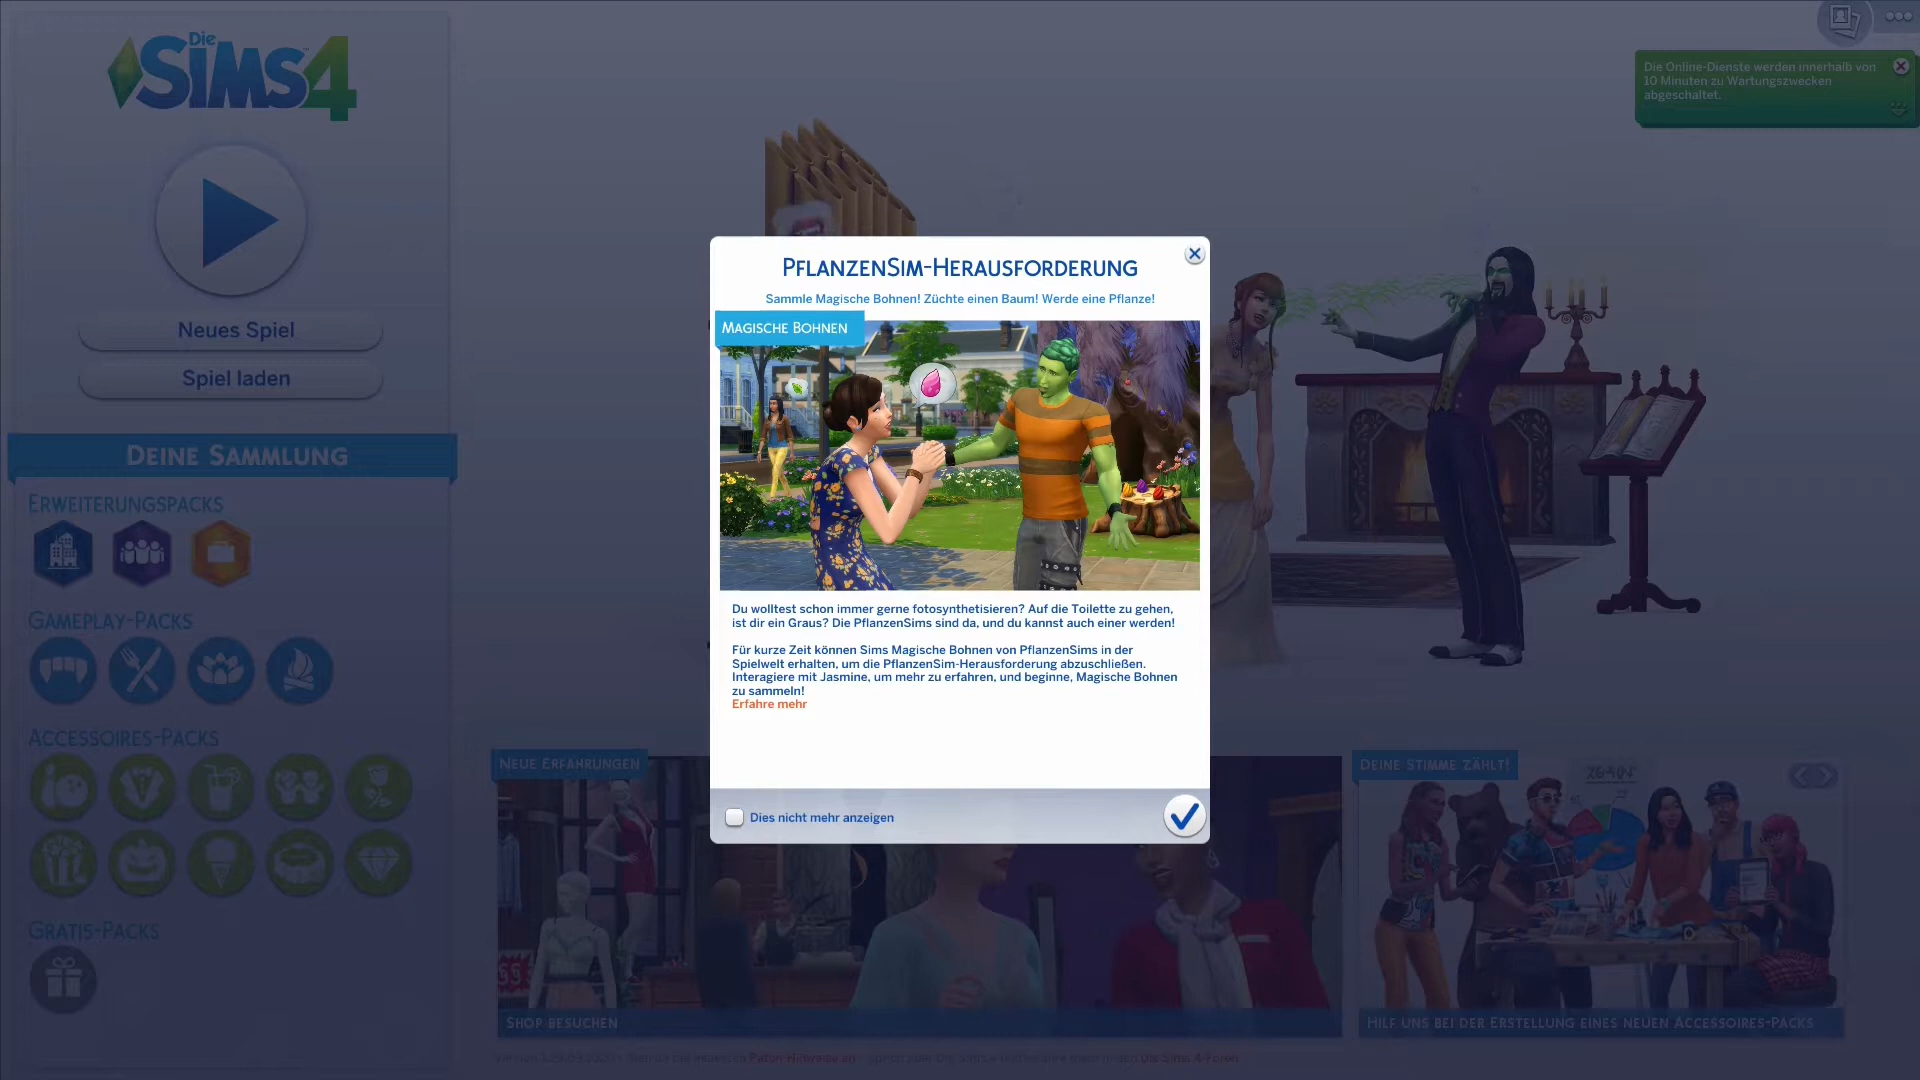 Die
Sims 4
Neues Spiel
Spiel laden
Deine Sammlung
Erweiterungspacks
Gameplay-Packs
Accessoires-Packs
Gratis-Packs
Die Online-Dienste werden innerhalb von
10 Minuten zu Wartungszwecken
abgeschaltet.
PflanzenSim-Herausforderung
Sammle Magische Bohnen! Züchte einen Baum! Werde eine Pflanze!
Magische Bohnen
Du wolltest schon immer gerne fotosynthetisieren? Auf die Toilette zu gehen,
ist dir ein Graus? Die PflanzenSims sind da, und du kannst auch einer werden!
Für kurze Zeit können Sims Magische Bohnen von PflanzenSims in der
Spielwelt erhalten, um die PflanzenSim-Herausforderung abzuschließen.
Interagiere mit Jasmine, um mehr zu erfahren, und beginne, Magische Bohnen
zu sammeln!
Erfahre mehr
Dies nicht mehr anzeigen
Neue Erfahrungen
Shop besuchen
Deine Stimme zählt!
Hilf uns bei der Erstellung eines neuen Accessoires-Packs